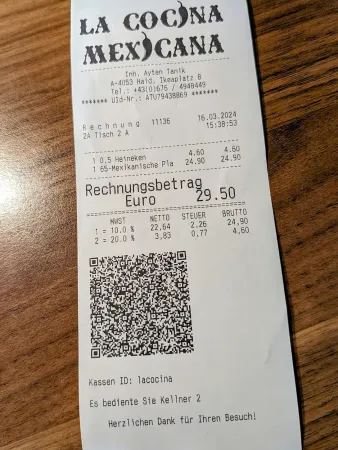 LA COCINA
MEXICANA
Inh. Ayten Tanik
A-4053 Haid, Ikeaplatz 8
Tel.: +43(0)676 / 4948449
******* UId-Nr.: ATU79438869 *******
Rechnung 11136 16.03.2024
2A Tisch 2 A 15:38:53
1 0,5 Heineken 4.60 4.60
1 65-Mexikanische Pla 24.90 24.90
Rechnungsbetrag
Euro 29.50
MWST NETTO STEUER BRUTTO
1 = 10.0 % 22,64 2.26 24,90
2 = 20.0 % 3,83 0.77 4,60
Kassen ID: lacocina
Es bediente Sie Kellner 2
Herzlichen Dank für Ihren Besuch!